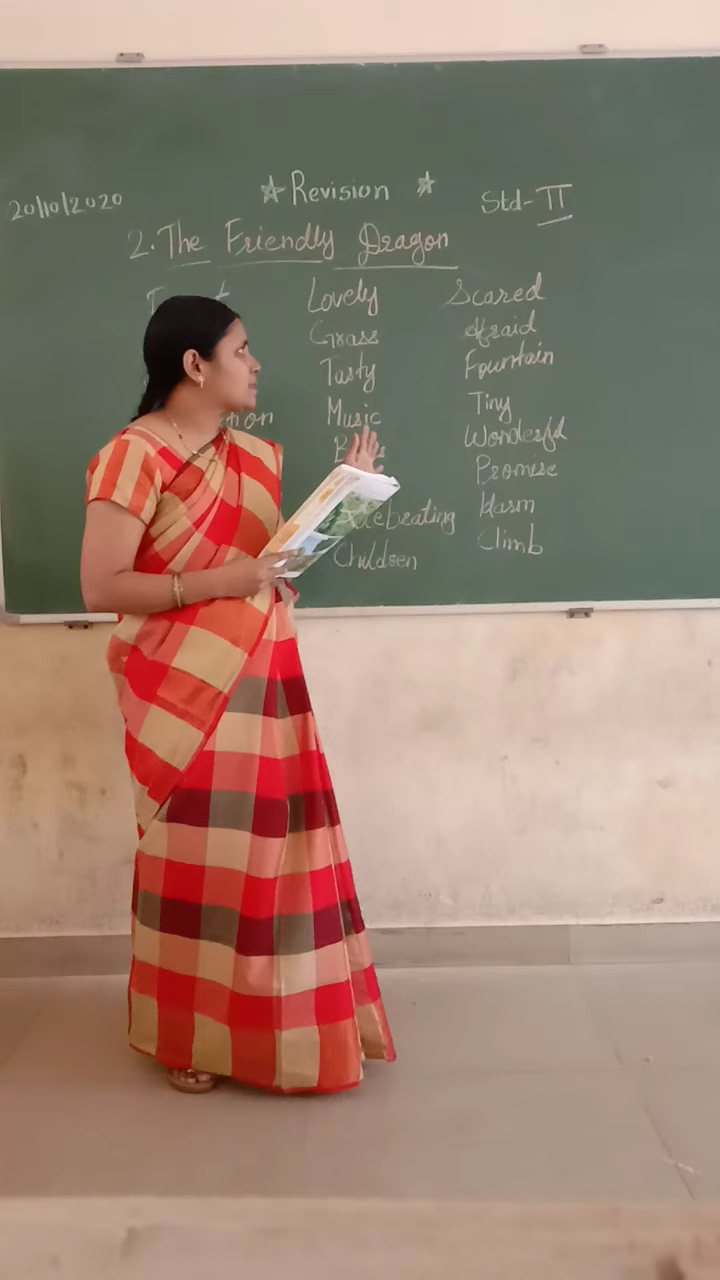 20/10/2020
☆ Revision ☆
Std-II
2. The Friendly Dragon
Lovely Scared
Grass Afraid
Tasty Fountain
Music Tiny
Wonderful
Promise
Harm
Children Climb